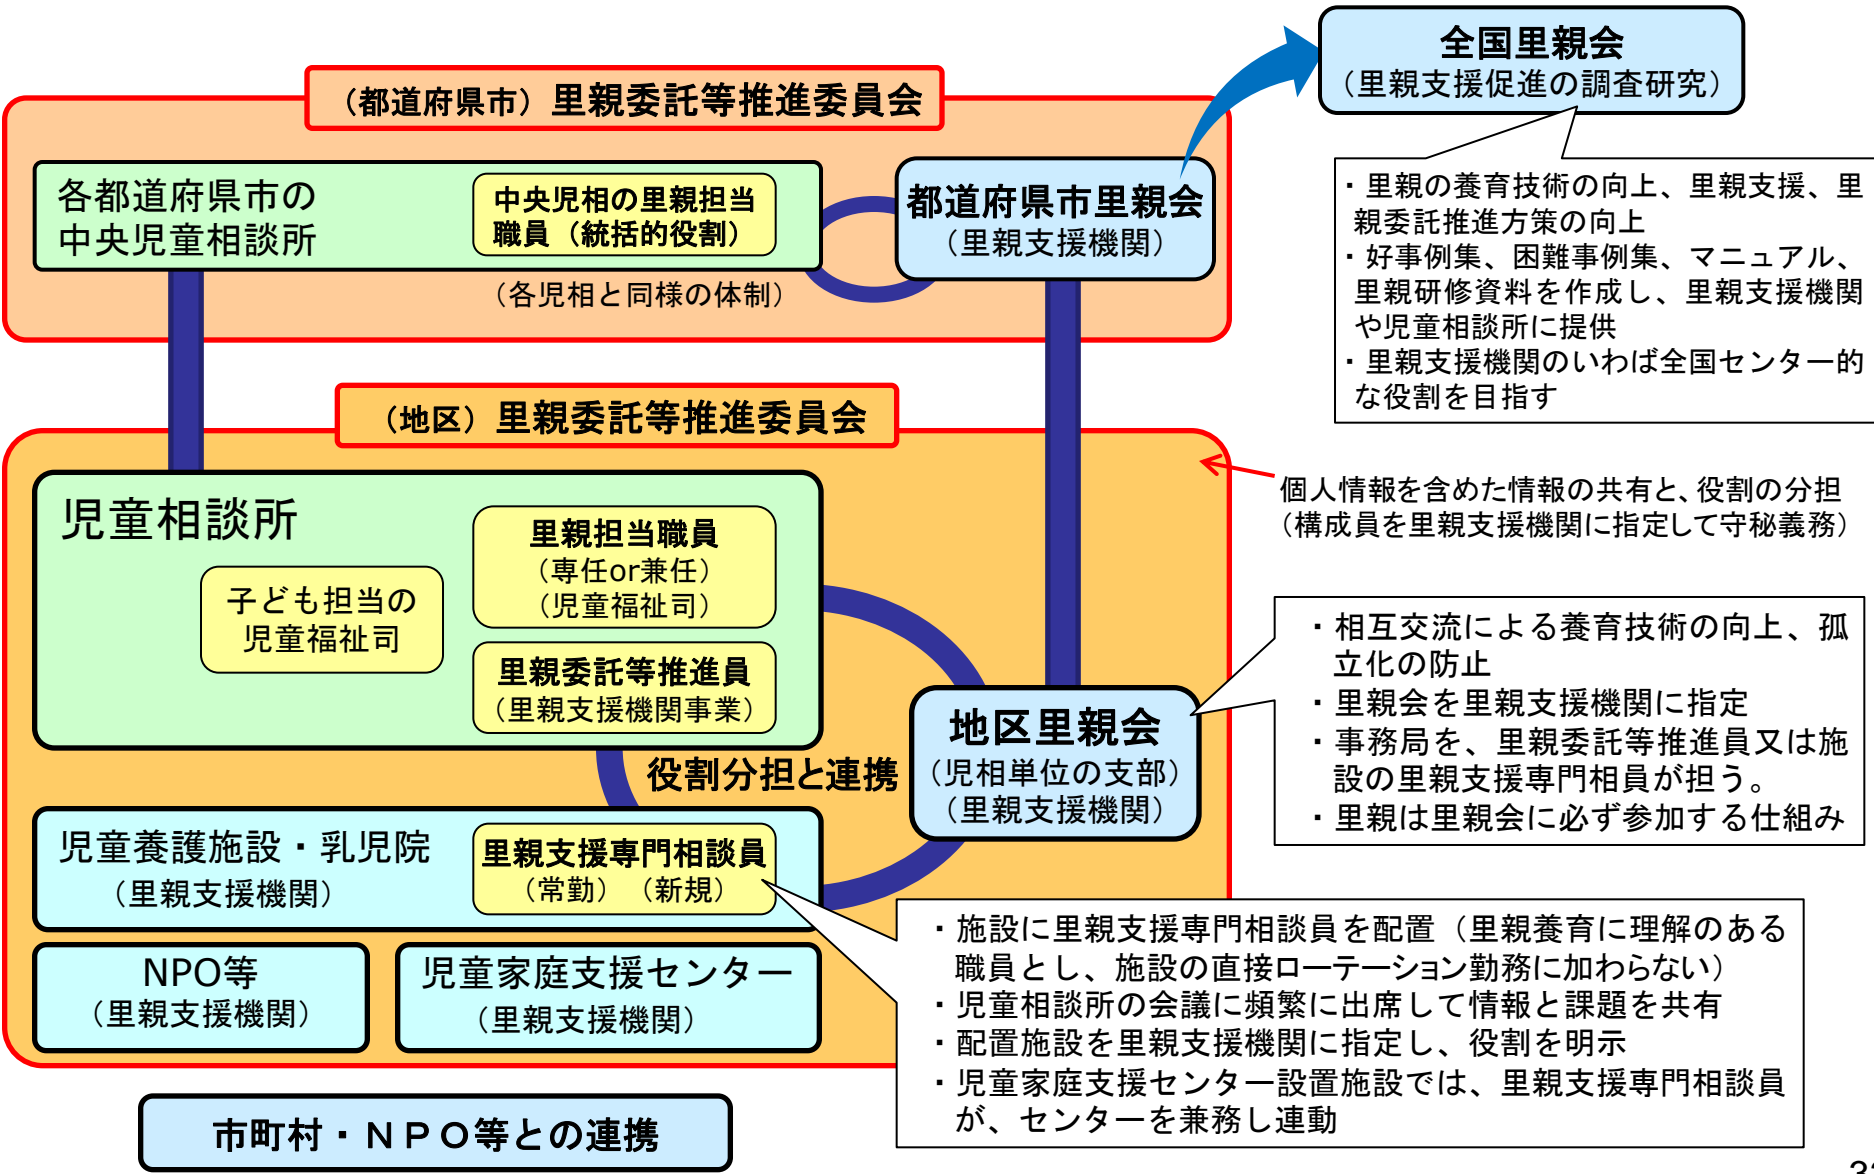 全国里親会
（里親支援促進の調査研究）
（都道府県市）里親委託等推進委員会
各都道府県市の
中央児童相談所
中央児相の里親担当
職員（統括的役割）
（各児相と同様の体制）
都道府県市里親会
（里親支援機関）
・里親の養育技術の向上、里親支援、里
親委託推進方策の向上
・好事例集、困難事例集、マニュアル、
里親研修資料を作成し、里親支援機関
や児童相談所に提供
・里親支援機関のいわば全国センター的
な役割を目指す
（地区）里親委託等推進委員会
個人情報を含めた情報の共有と、役割の分担
（構成員を里親支援機関に指定して守秘義務）
児童相談所
子ども担当の
児童福祉司
里親担当職員
（専任or兼任）
（児童福祉司）
里親委託等推進員
（里親支援機関事業）
役割分担と連携
地区里親会
（児相単位の支部）
（里親支援機関）
・相互交流による養育技術の向上、孤
立化の防止
・里親会を里親支援機関に指定
・事務局を、里親委託等推進員又は施
設の里親支援専門相員が担う。
・里親は里親会に必ず参加する仕組み
児童養護施設・乳児院
（里親支援機関）
里親支援専門相談員
（常勤）（新規）
NPO等
（里親支援機関）
児童家庭支援センター
（里親支援機関）
・施設に里親支援専門相談員を配置（里親養育に理解のある
職員とし、施設の直接ローテーション勤務に加わらない）
・児童相談所の会議に頻繁に出席して情報と課題を共有
・配置施設を里親支援機関に指定し、役割を明示
・児童家庭支援センター設置施設では、里親支援専門相談員
が、センターを兼務し連動
市町村・ＮＰＯ等との連携